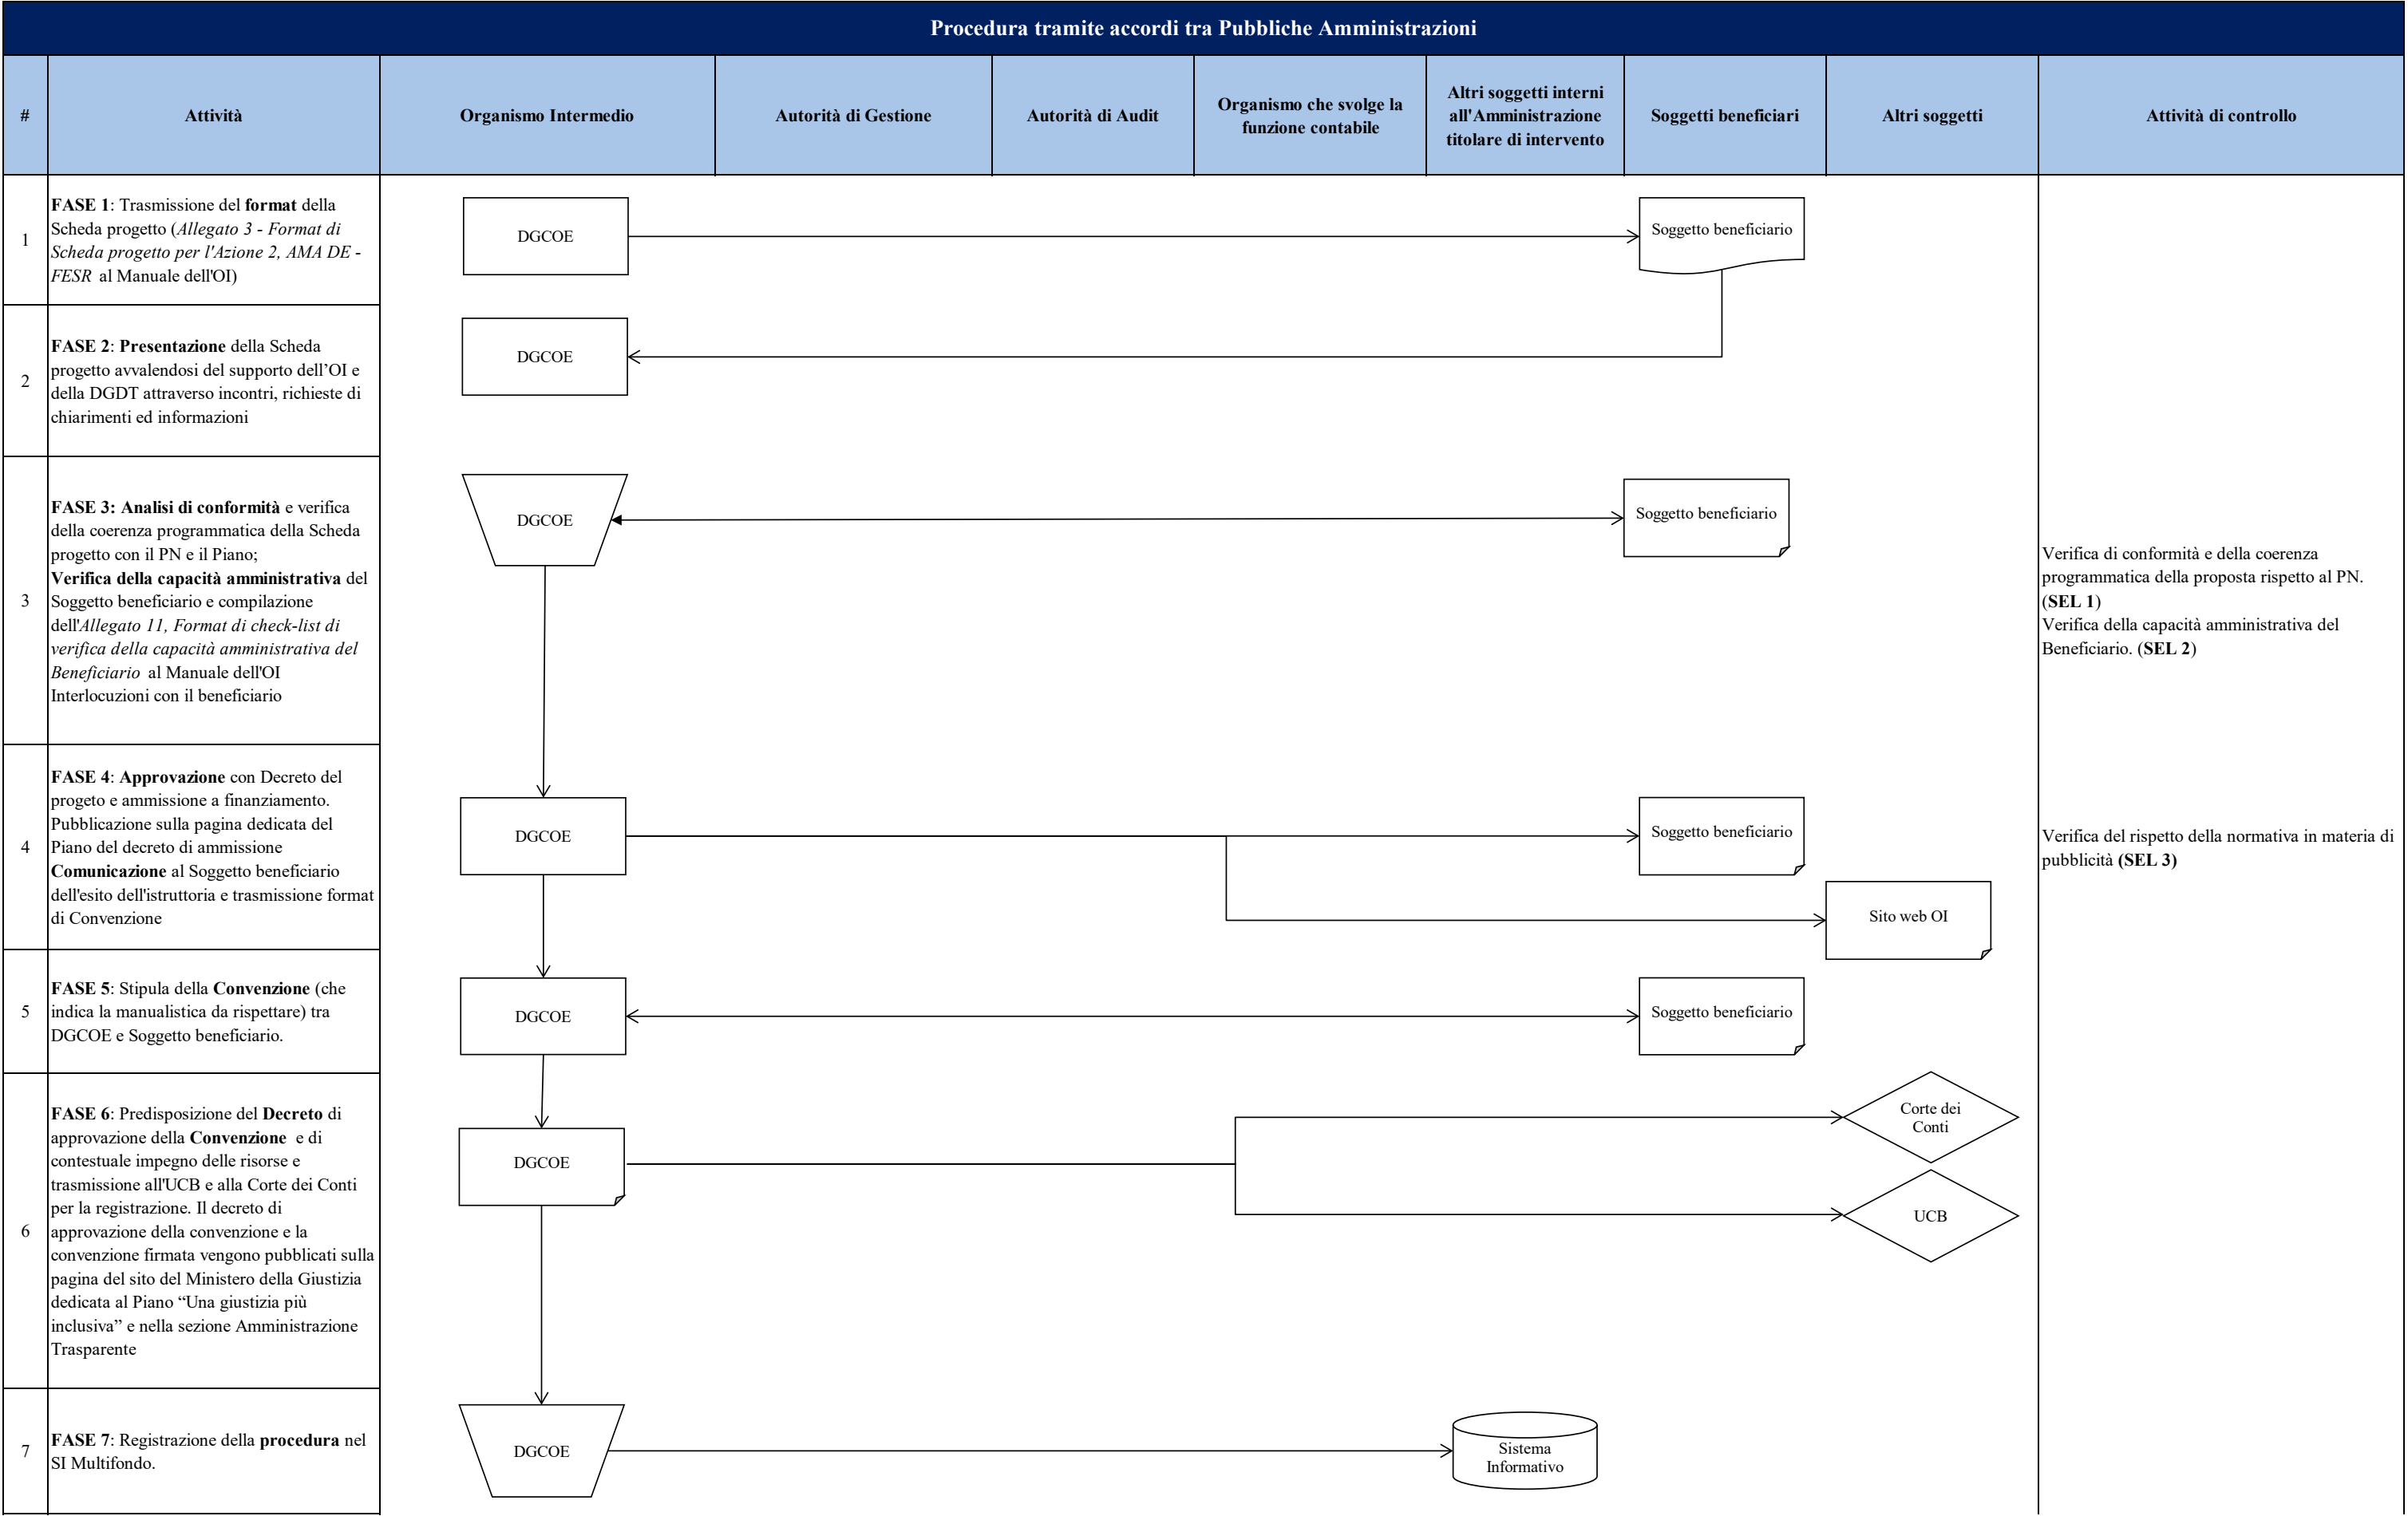 Procedura tramite accordi tra Pubbliche Amministrazioni
#
Attività
Organismo Intermedio
Autorità di Gestione
Autorità di Audit
Organismo che svolge la
funzione contabile
Altri soggetti interni
all'Amministrazione
titolare di intervento
Soggetti beneficiari
Altri soggetti
Attività di controllo
1
FASE 1: Trasmissione del format della
Scheda progetto (Allegato 3 - Format di
Scheda progetto per l'Azione 2, AMA DE -
FESR al Manuale dell'OI)
DGCOE
Soggetto beneficiario
2
FASE 2: Presentazione della Scheda
progetto avvalendosi del supporto dell'OI e
della DGDT attraverso incontri, richieste di
chiarimenti ed informazioni
DGCOE
3
FASE 3: Analisi di conformità e verifica
della coerenza programmatica della Scheda
progetto con il PN e il Piano;
Verifica della capacità amministrativa del
Soggetto beneficiario e compilazione
dell'Allegato 11, Format di check-list di
verifica della capacità amministrativa del
Beneficiario al Manuale dell'OI
Interlocuzioni con il beneficiario
DGCOE
Soggetto beneficiario
Verifica di conformità e della coerenza
programmatica della proposta rispetto al PN.
(SEL 1)
Verifica della capacità amministrativa del
Beneficiario. (SEL 2)
4
FASE 4: Approvazione con Decreto del
progeto e ammissione a finanziamento.
Pubblicazione sulla pagina dedicata del
Piano del decreto di ammissione
Comunicazione al Soggetto beneficiario
dell'esito dell'istruttoria e trasmissione format
di Convenzione
DGCOE
Soggetto beneficiario
Sito web OI
Verifica del rispetto della normativa in materia di
pubblicità (SEL 3)
5
FASE 5: Stipula della Convenzione (che
indica la manualistica da rispettare) tra
DGCOE e Soggetto beneficiario.
DGCOE
Soggetto beneficiario
6
FASE 6: Predisposizione del Decreto di
approvazione della Convenzione e di
contestuale impegno delle risorse e
trasmissione all'UCB e alla Corte dei Conti
per la registrazione. Il decreto di
approvazione della convenzione e la
convenzione firmata vengono pubblicati sulla
pagina del sito del Ministero della Giustizia
dedicata al Piano “Una giustizia più
inclusiva” e nella sezione Amministrazione
Trasparente
DGCOE
Corte dei
Conti
UCB
7
FASE 7: Registrazione della procedura nel
SI Multifondo.
DGCOE
Sistema
Informativo